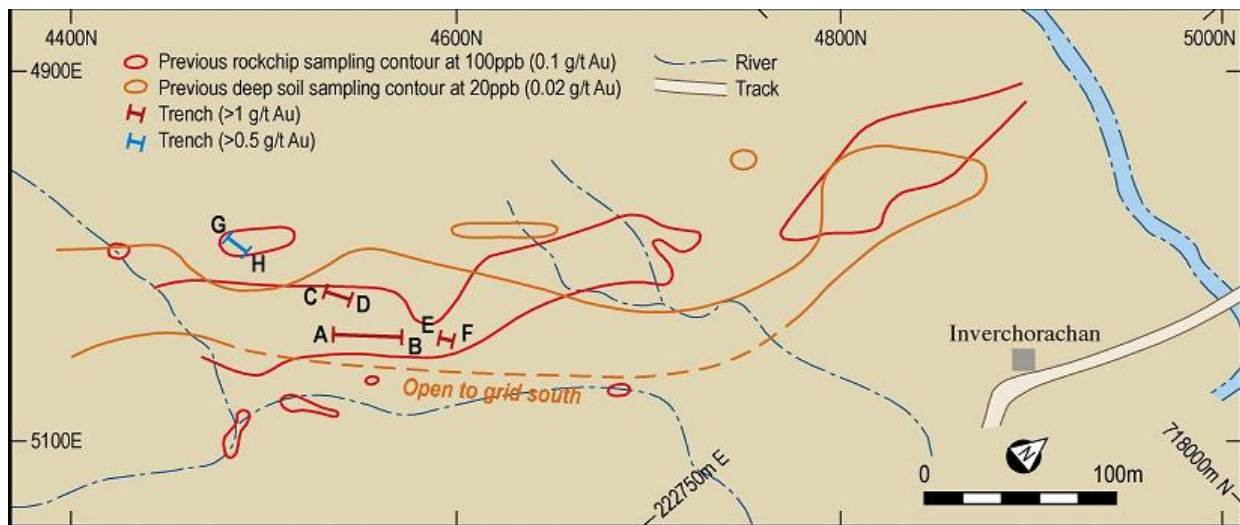 4400N
4600N
4800N
5000N
4900E
Previous rockchip sampling contour at 100ppb (0.1 g/t Au)
River
Previous deep soil sampling contour at 20ppb (0.02 g/t Au)
Track
Trench (>1 g/t Au)
Trench (>0.5 g/t Au)
G
H
C
D
A
B
E
F
Inverchorachan
Open to grid south
5100E
222750m E
N
0
100m
718000m N